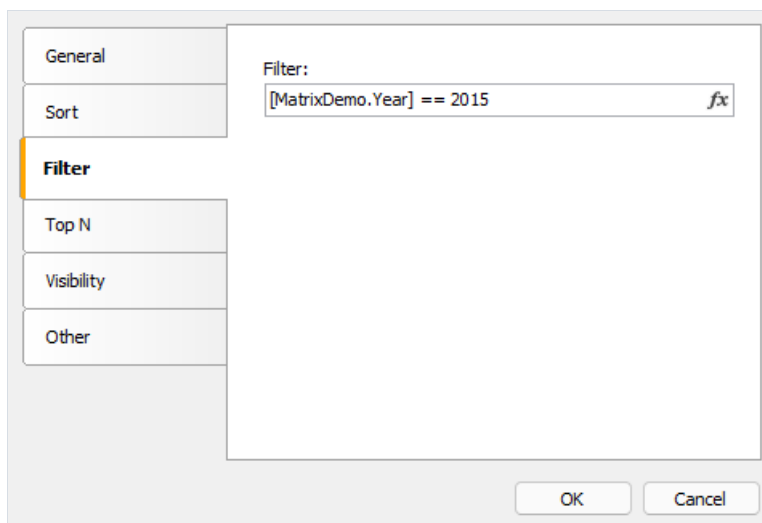 General
Sort
Filter
Top N
Visibility
Other
Filter:
[MatrixDemo.Year] == 2015
fx
OK
Cancel